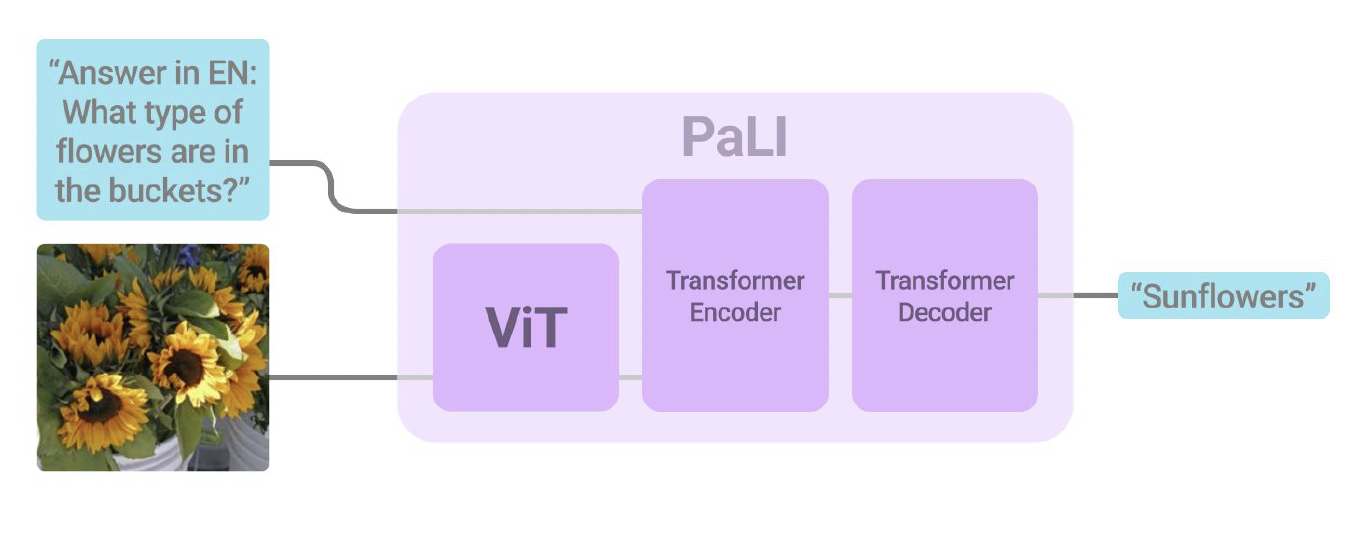 “Answer in EN:
What type of
flowers are in
the buckets?”
PaLI
ViT
Transformer
Encoder
Transformer
Decoder
“Sunflowers”